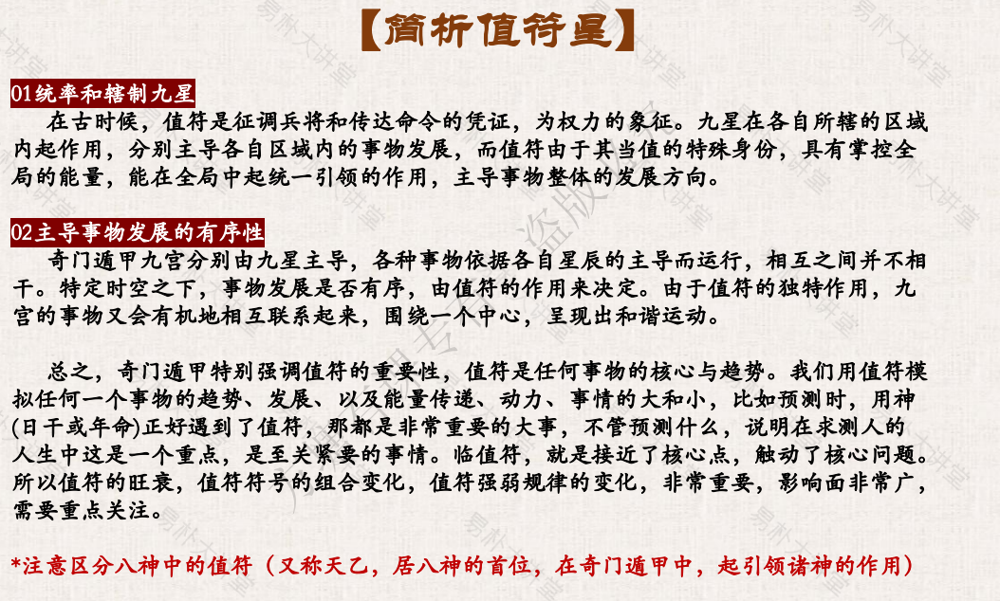 【简析值符星】
01统率和辖制九星
在古时候，值符是征调兵将和传达命令的凭证，为权力的象征。九星在各自所辖的区域
内起作用，分别主导各自区域内的事物发展，而值符由于其当值的特殊身份，具有掌控全
局的能量，能在全局中起统一引领的作用，主导事物整体的发展方向。
02主导事物发展的有序性
奇门遁甲九宫分别由九星主导，各种事物依据各自星辰的主导而运行，相互之间并不相
干。特定时空之下，事物发展是否有序，由值符的作用来决定。由于值符的独特作用，九
宫的事物又会有机地相互联系起来，围绕一个中心，呈现出和谐运动。
总之，奇门遁甲特别强调值符的重要性，值符是任何事物的核心与趋势。我们用值符模
拟任何一个事物的趋势、发展、以及能量传递、动力、事情的大和小，比如预测时，用神
(日干或年命)正好遇到了值符，那都是非常重要的大事，不管预测什么，说明在求测人的
人生中这是一个重点，是至关紧要的事情。临值符，就是接近了核心点，触动了核心问题。
所以值符的旺衰，值符符号的组合变化，值符强弱规律的变化，非常重要，影响面非常广，
需要重点关注。
*注意区分八神中的值符（又称天乙，居八神的首位，在奇门遁甲中，起引领诸神的作用）
易朴大讲堂